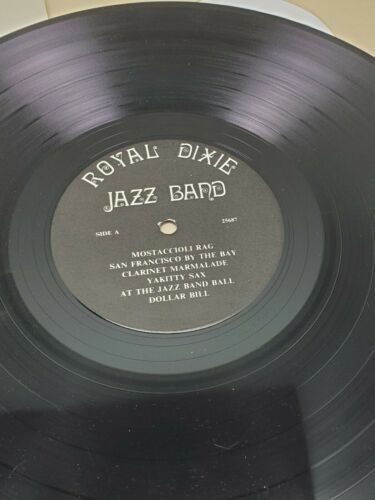 ROYAL DIXIE
JAZZ BAND
SIDE A 25687
MOSTACCIOLI RAG
SAN FRANCISCO BY THE BAY
CLARINET MARMALADE
YAKITTY SAX
AT THE JAZZ BAND BALL
DOLLAR BILL